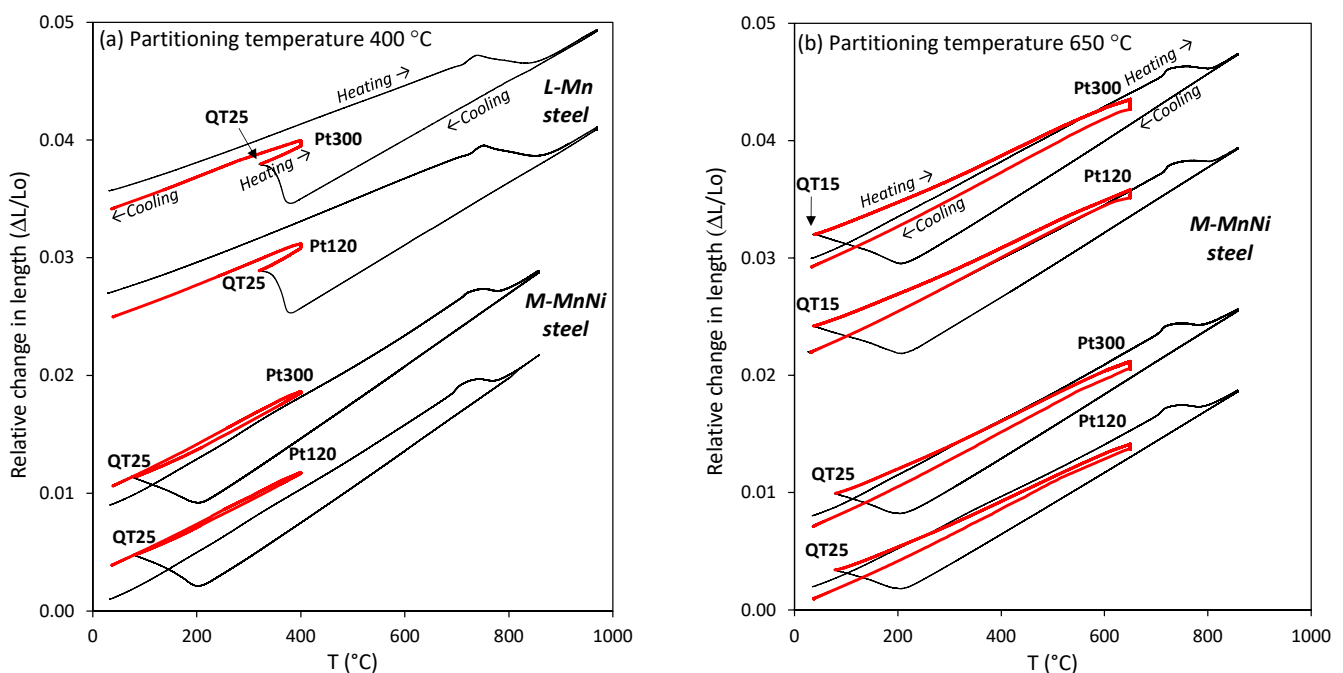 (a) Partitioning temperature 400 °C
0.05
0.04
0.03
0.02
0.01
0.00
Relative change in length (ΔL/Lo)
Heating →
L-Mn
steel
QT25
←Cooling
Pt300
Heating →
←Cooling
Pt120
QT25
M-MnNi
steel
Pt300
QT25
Pt120
QT25
0
200
400
600
800
1000
T (°C)
(b) Partitioning temperature 650 °C
0.05
0.04
0.03
0.02
0.01
0.00
Relative change in length (ΔL/Lo)
Heating →
Pt300
←Cooling
QT15
Heating →
Pt120
←Cooling
M-MnNi
steel
QT15
Pt300
QT25
Pt120
QT25
0
200
400
600
800
1000
T (°C)